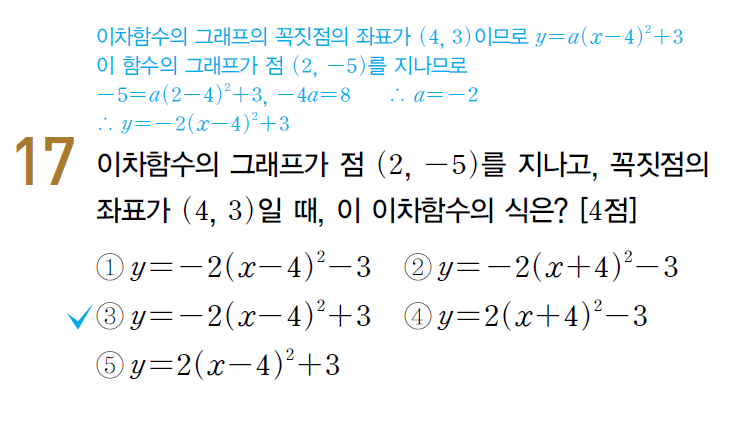 이차함수의 그래프의 꼭짓점의 좌표가 (4, 3)이므로 y=a(x-4)²+3
이 함수의 그래프가 점 (2, -5)를 지나므로
-5=a(2-4)²+3, -4a=8 ∴ a=-2
∴ y=-2(x-4)²+3
17 이차함수의 그래프가 점 (2, -5)를 지나고, 꼭짓점의
좌표가 (4, 3)일 때, 이 이차함수의 식은? [4점]
① y=-2(x-4)²-3 ② y=-2(x+4)²-3
③ y=-2(x-4)²+3 ④ y=2(x+4)²-3
⑤ y=2(x-4)²+3